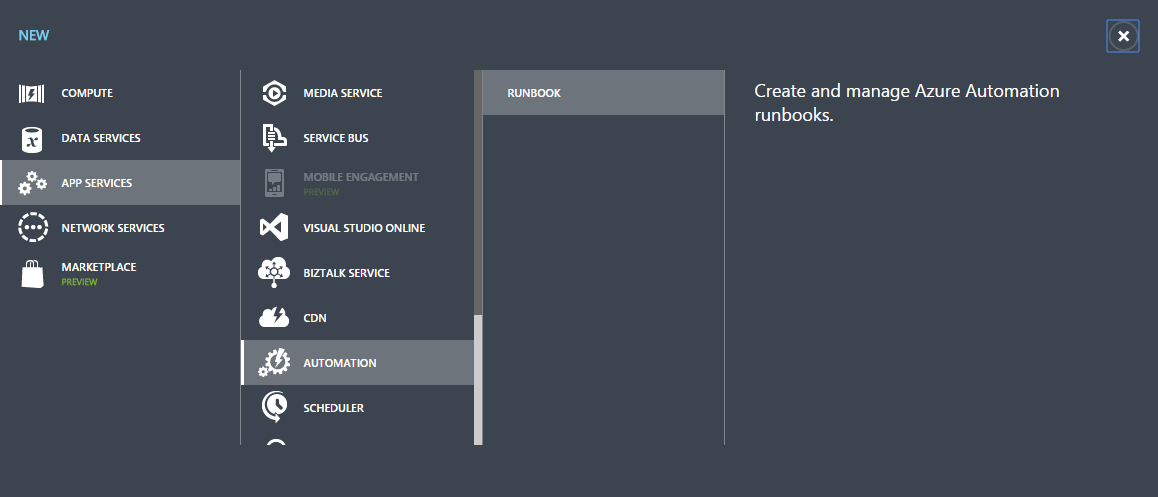 NEW
COMPUTE
DATA SERVICES
APP SERVICES
NETWORK SERVICES
MARKETPLACE
PREVIEW
MEDIA SERVICE
SERVICE BUS
MOBILE ENGAGEMENT
PREVIEW
VISUAL STUDIO ONLINE
BIZTALK SERVICE
CDN
AUTOMATION
SCHEDULER
RUNBOOK
Create and manage Azure Automation
runbooks.